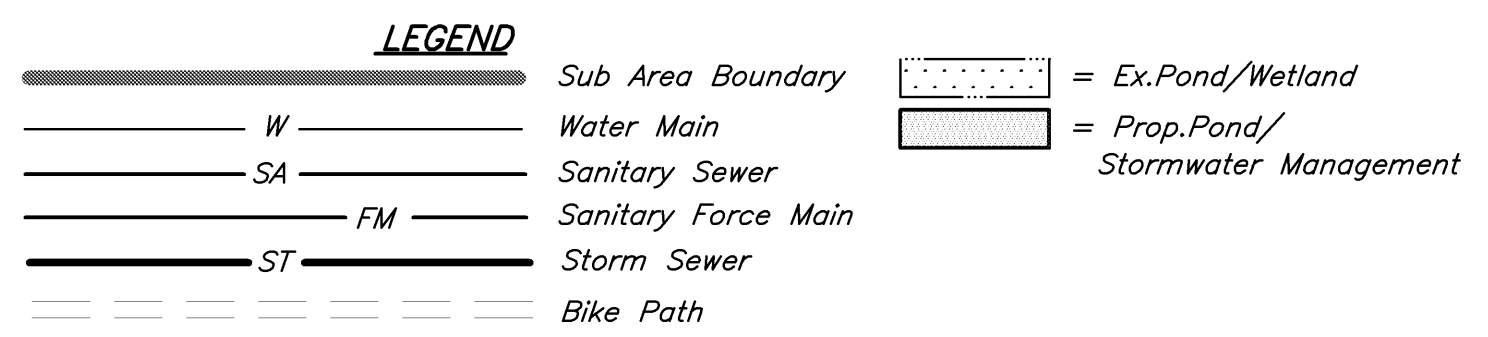 LEGEND
Sub Area Boundary
W Water Main
SA Sanitary Sewer
FM Sanitary Force Main
ST Storm Sewer
Bike Path
= Ex.Pond/Wetland
= Prop.Pond/
Stormwater Management